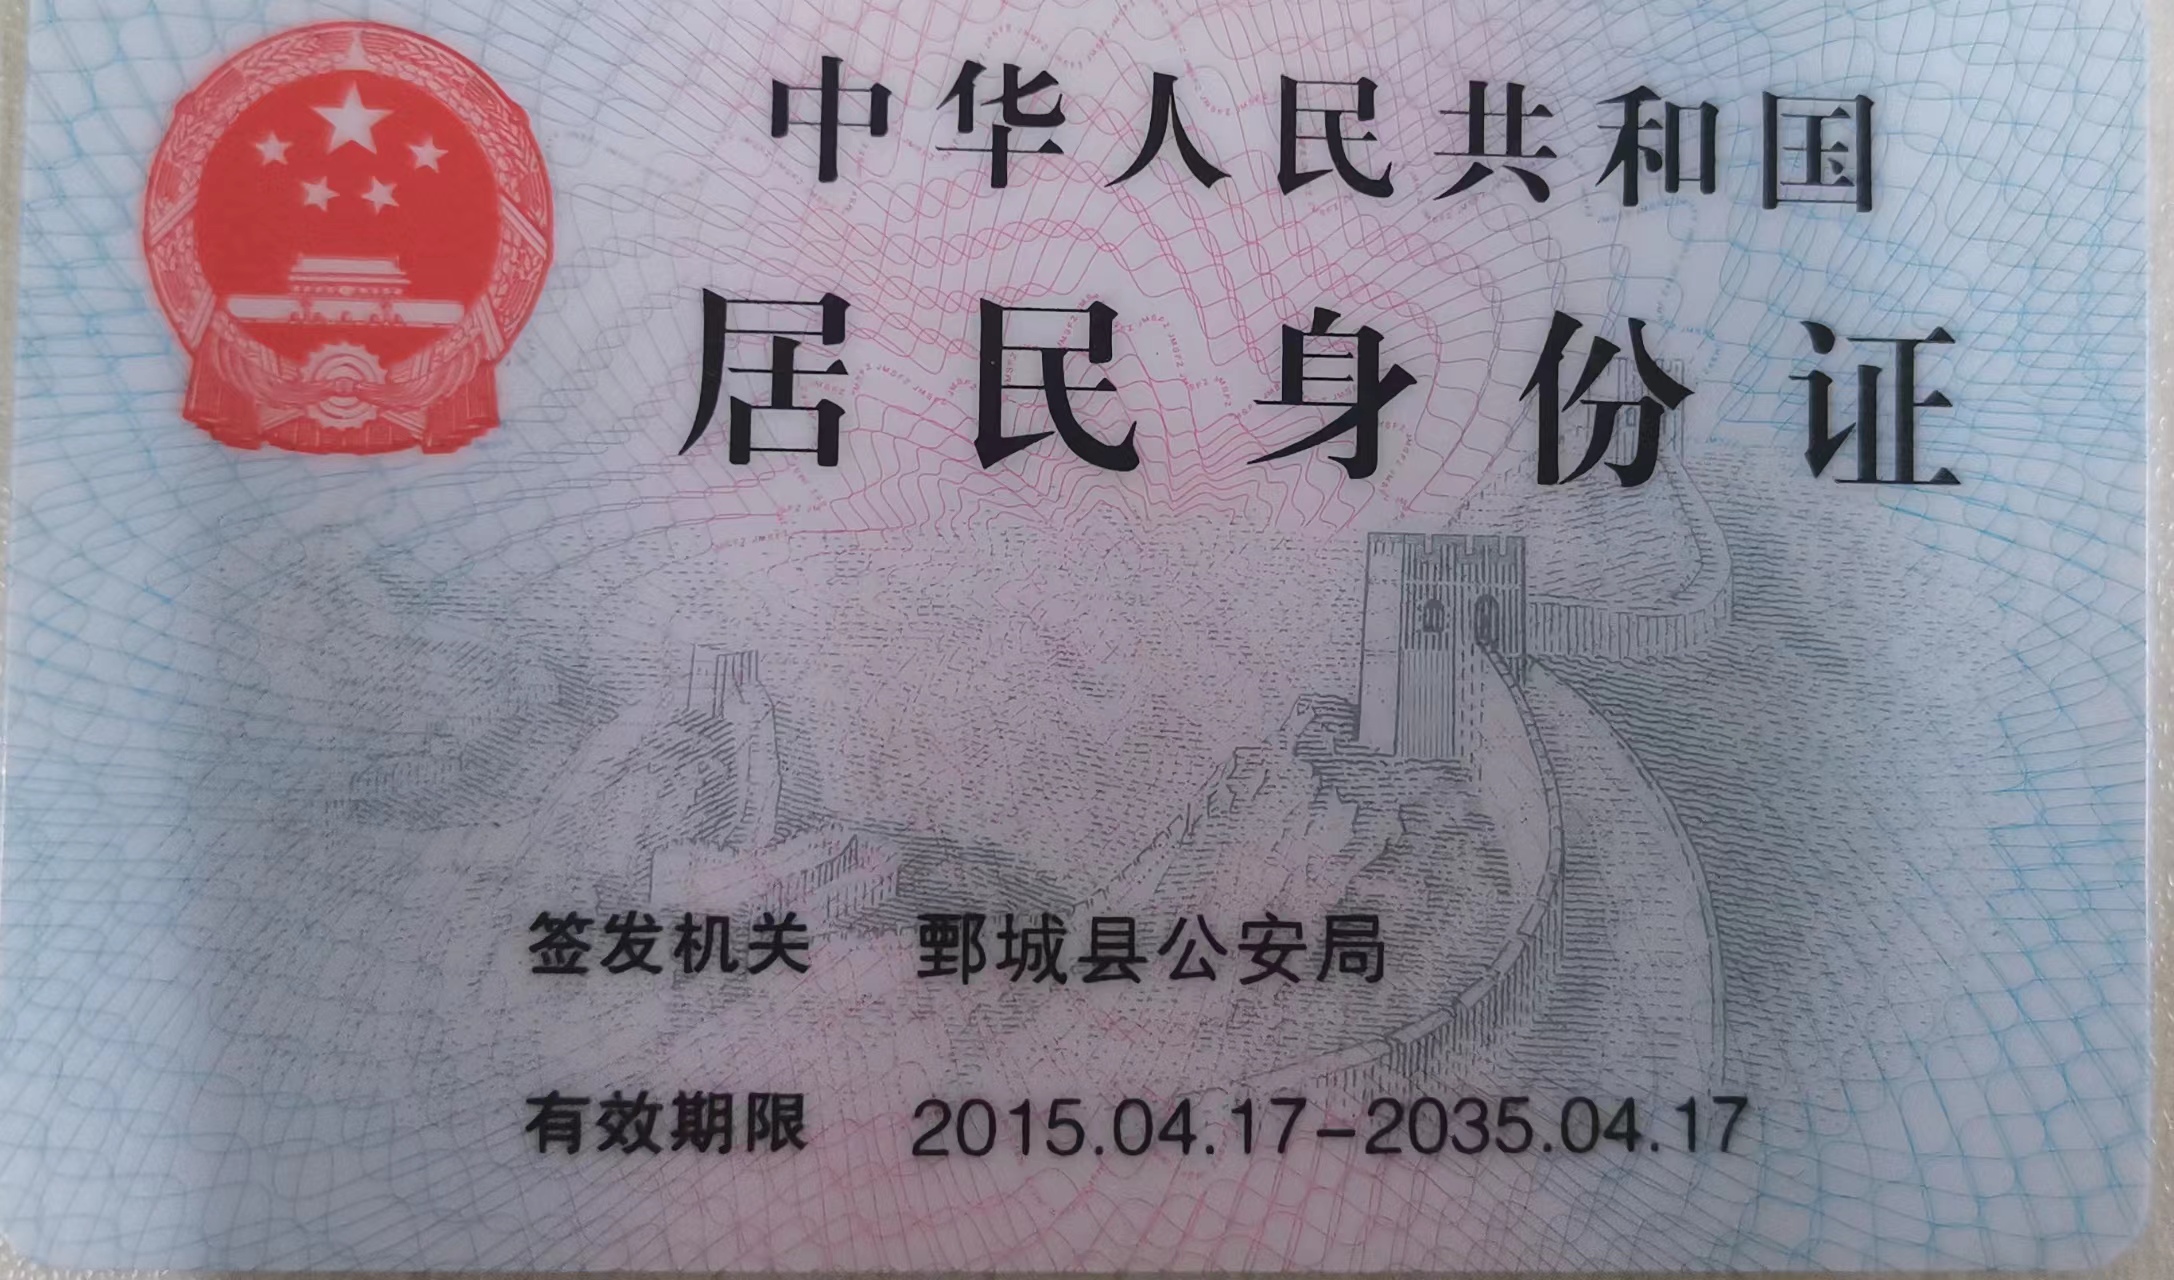 中华人民共和国
居民身份证
签发机关 鄄城县公安局
有效期限 2015.04.17-2035.04.17